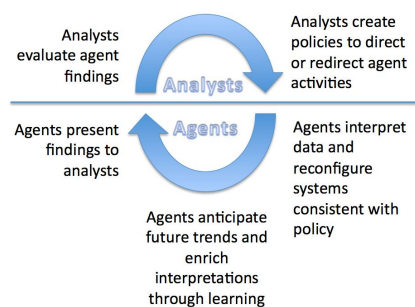 Analysts
evaluate agent
findings
Analysts create
policies to direct
or redirect agent
activities
Analysts
Agents
Agents present
findings to
analysts
Agents interpret
data and
reconfigure
systems
consistent with
policy
Agents anticipate
future trends and
enrich
interpretations
through learning